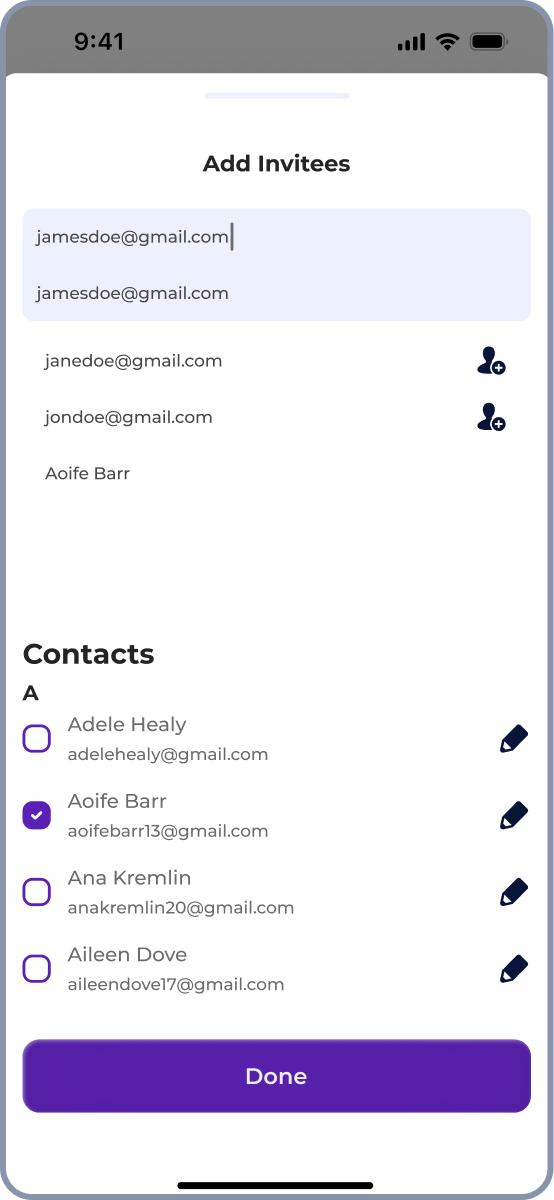 9:41
Add Invitees
jamesdoe@gmail.com
jamesdoe@gmail.com
janedoe@gmail.com
jondoe@gmail.com
Aoife Barr
Contacts
A
Adele Healy
adelehealy@gmail.com
Aoife Barr
aoifebarr13@gmail.com
Ana Kremlin
anakremlin20@gmail.com
Aileen Dove
aileendove17@gmail.com
Done